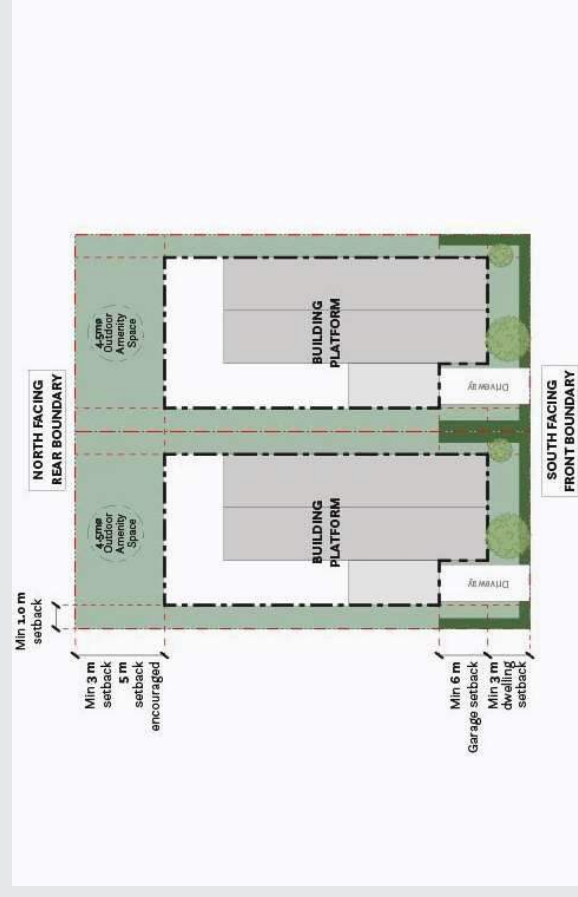 Min 1.0 m
setback
NORTH FACING
REAR BOUNDARY
Min 3 m
setback
5 m
setback
encouraged
4.5mø
Outdoor
Amenity
Space
4.5mø
Outdoor
Amenity
Space
BUILDING
PLATFORM
BUILDING
PLATFORM
Min 6 m
Garage setback
Min 3 m
dwelling
setback
Driveway
Driveway
SOUTH FACING
FRONT BOUNDARY